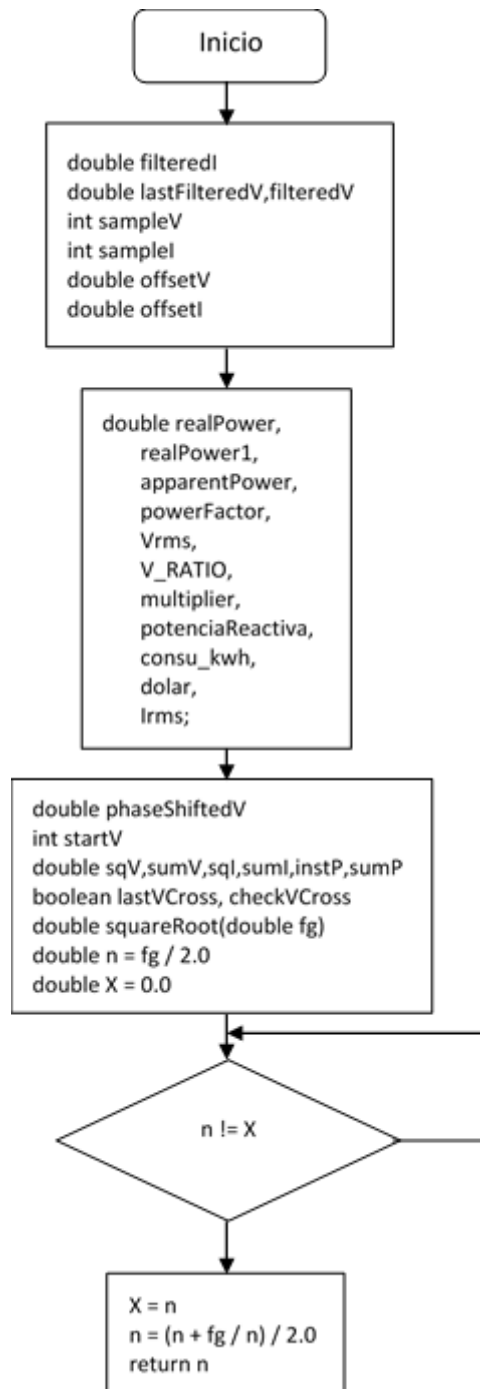 Inicio
double filteredI
double lastFilteredV,filteredV
int sampleV
int sampleI
double offsetV
double offsetI
double realPower,
realPower1,
apparentPower,
powerFactor,
Vrms,
V_RATIO,
multiplier,
potenciaReactiva,
consu_kwh,
dolar,
Irms;
double phaseShiftedV
int startV
double sqV,sumV,sqI,sumI,instP,sumP
boolean lastVCross, checkVCross
double squareRoot(double fg)
double n = fg / 2.0
double X = 0.0
n != X
X = n
n = (n + fg / n) / 2.0
return n